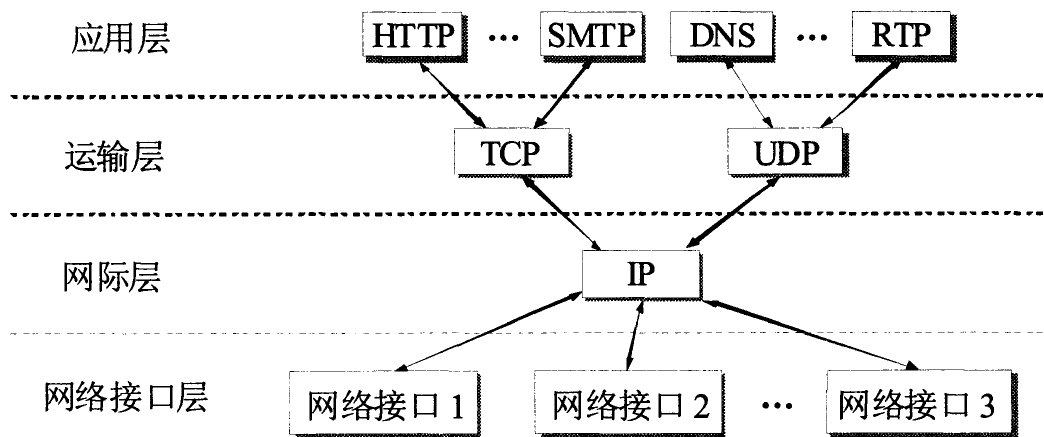 应用层 HTTP ··· SMTP DNS ··· RTP
运输层 TCP UDP
网际层 IP
网络接口层 网络接口 1 网络接口 2 ··· 网络接口 3